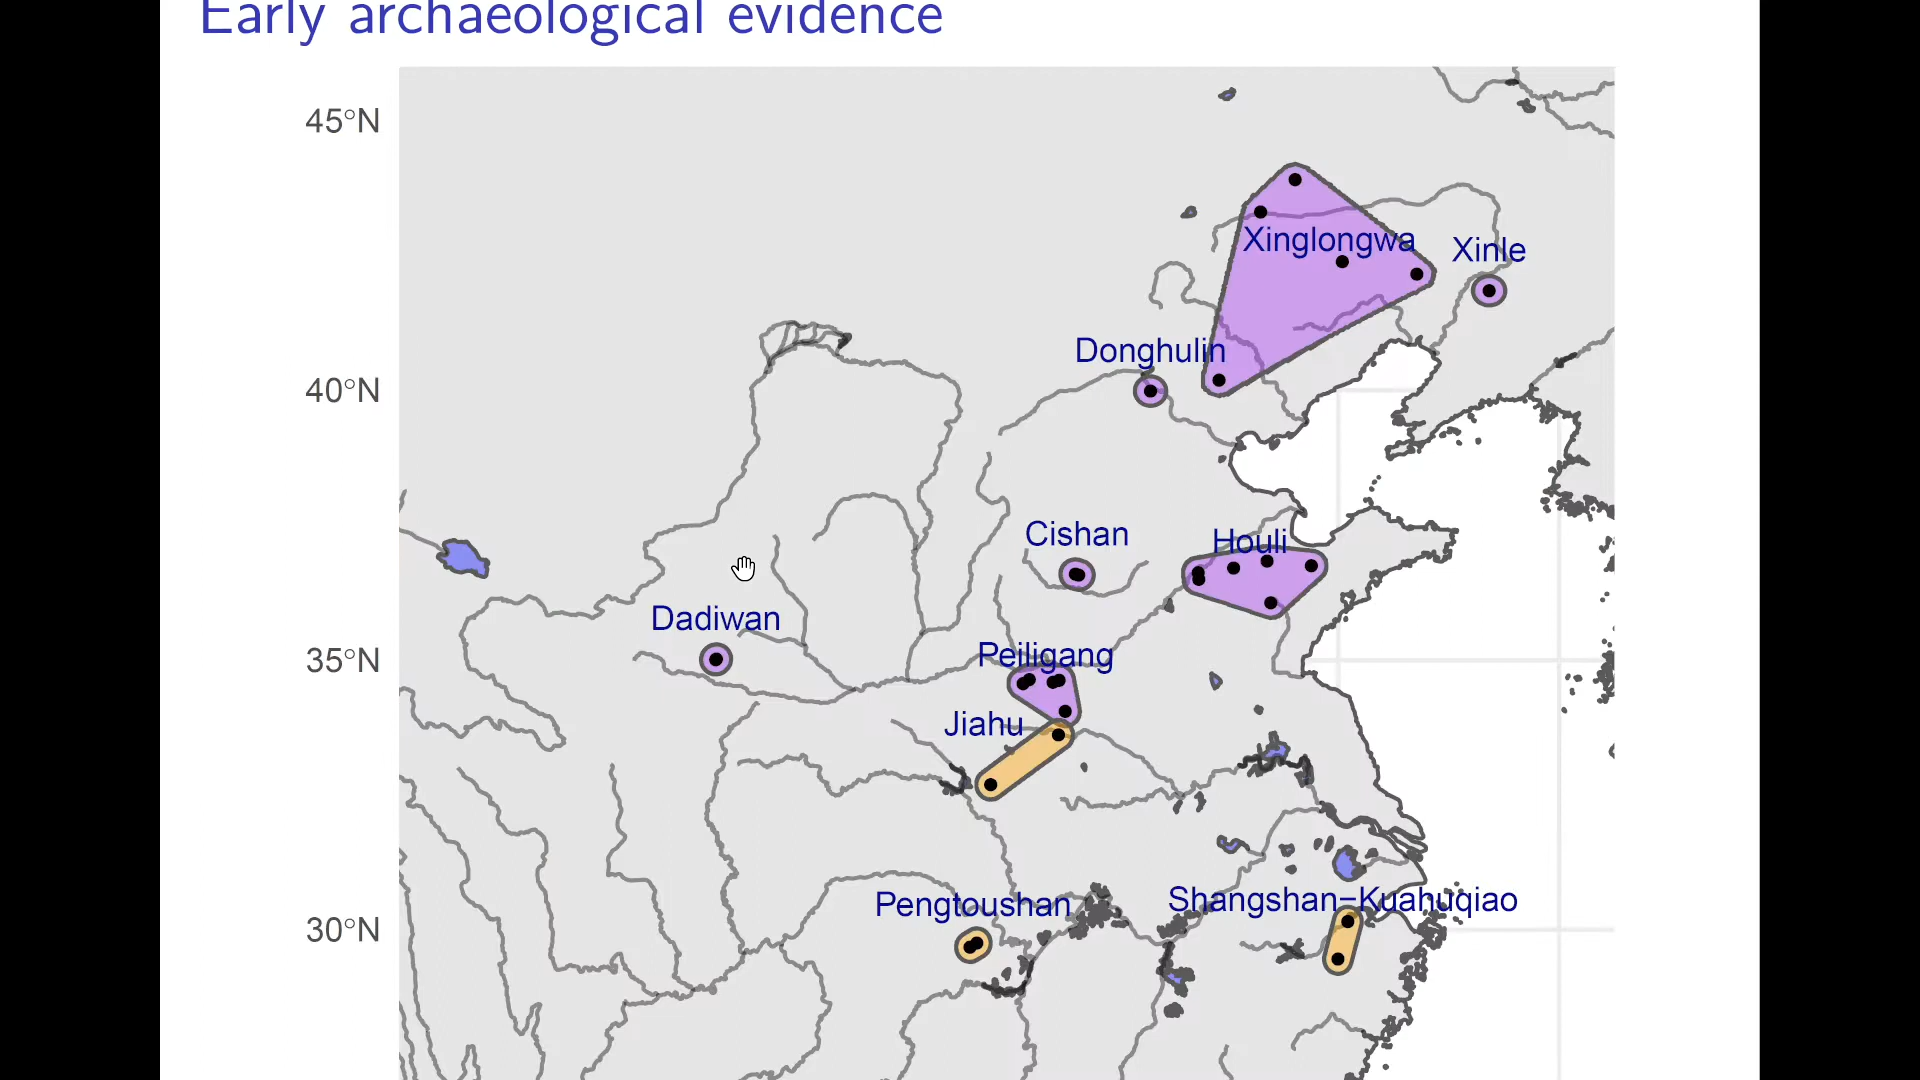 Early archaeological evidence
45°N
Xinglongwa
Xinle
Donghulin
40°N
Cishan
Houli
Dadiwan
35°N
Peiligang
Jiahu
Pengtoushan
Shangshan−Kuahuqiao
30°N